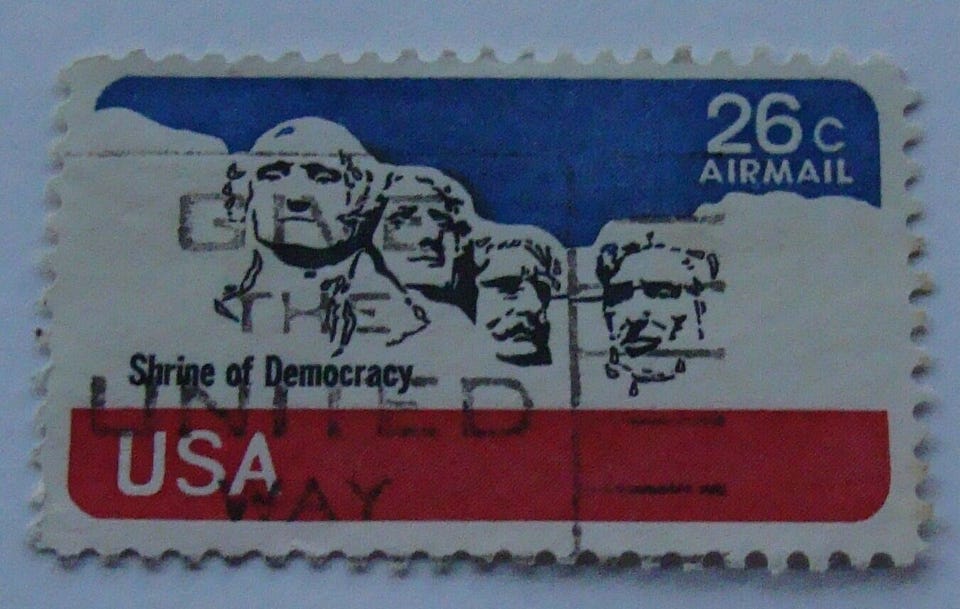 26c
AIRMAIL
GIVE
THE
Shrine of Democracy
UNITED
USA
WAY